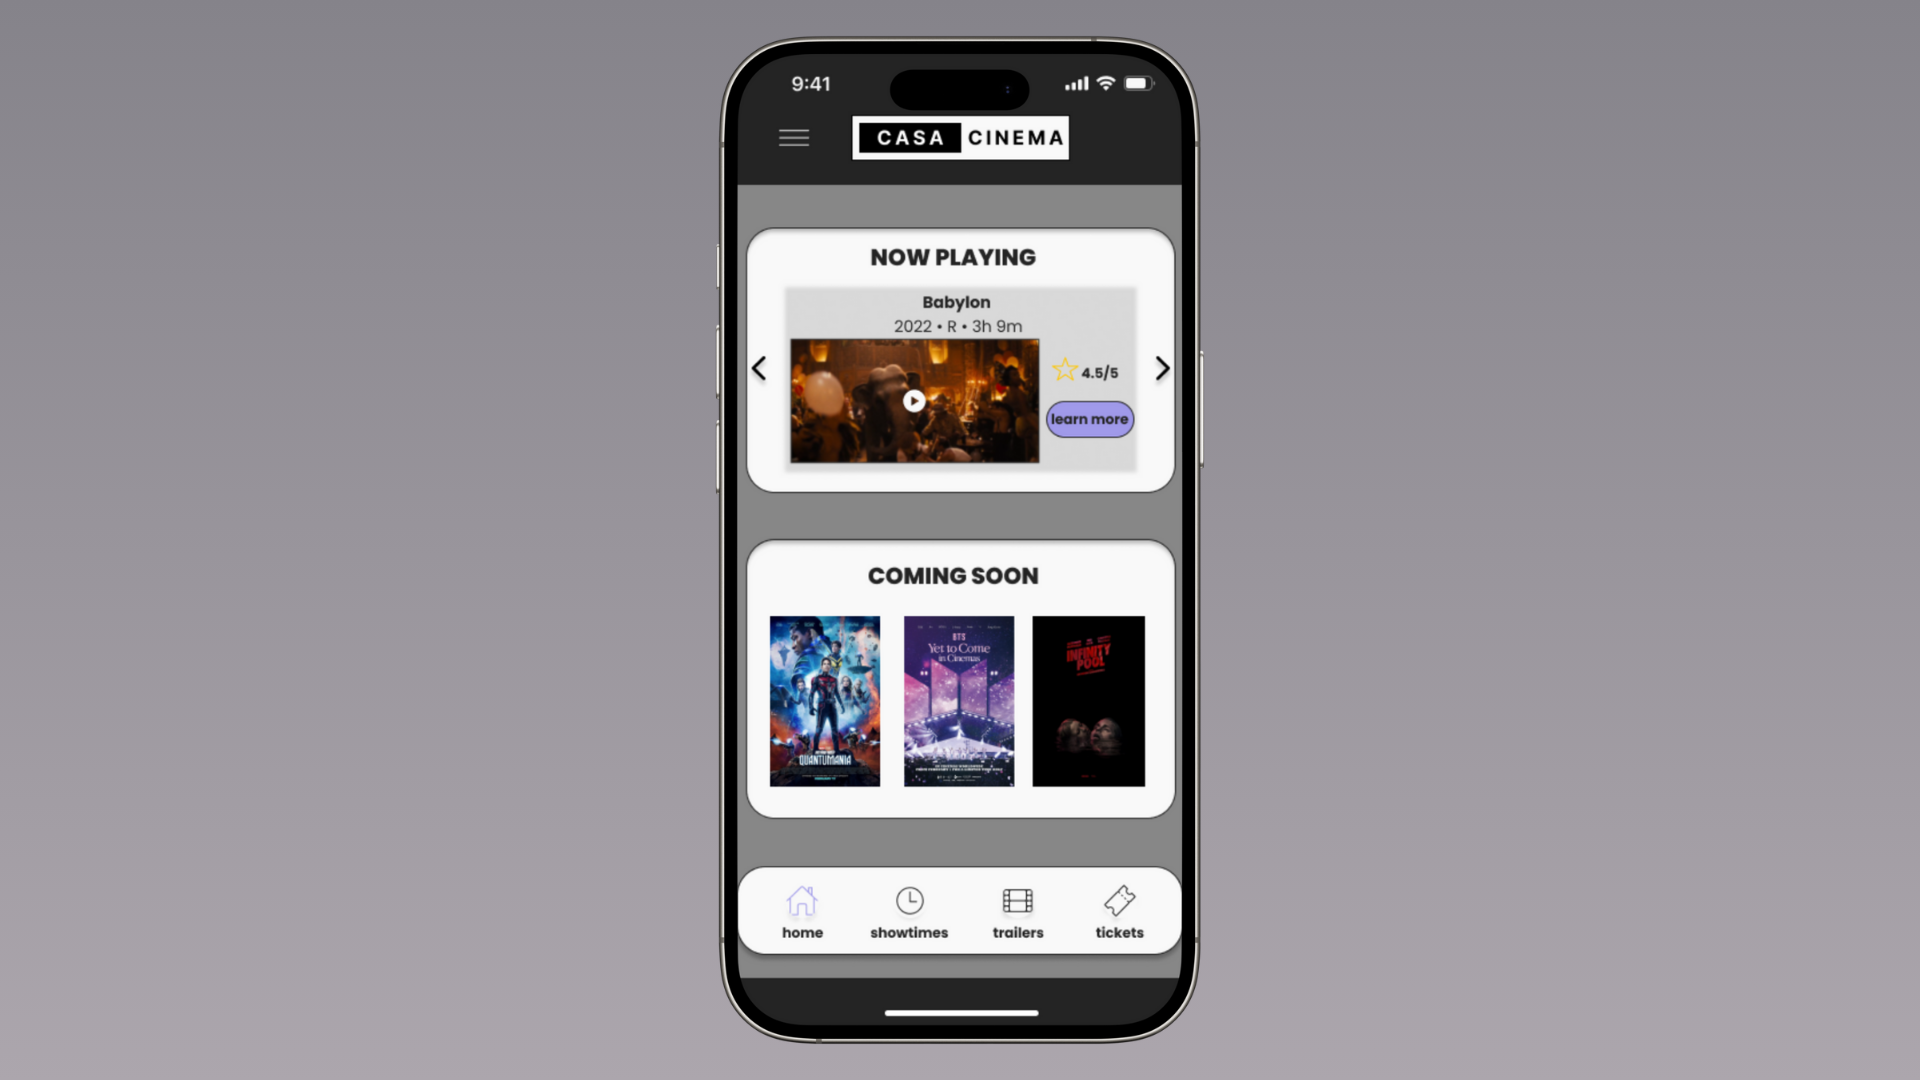 9:41
CASA CINEMA
NOW PLAYING
Babylon
2022 • R • 3h 9m
4.5/5
learn more
COMING SOON
QUANTUMANIA
BTS
Yet to Come
in Cinemas
INFINITY
POOL
home
showtimes
trailers
tickets